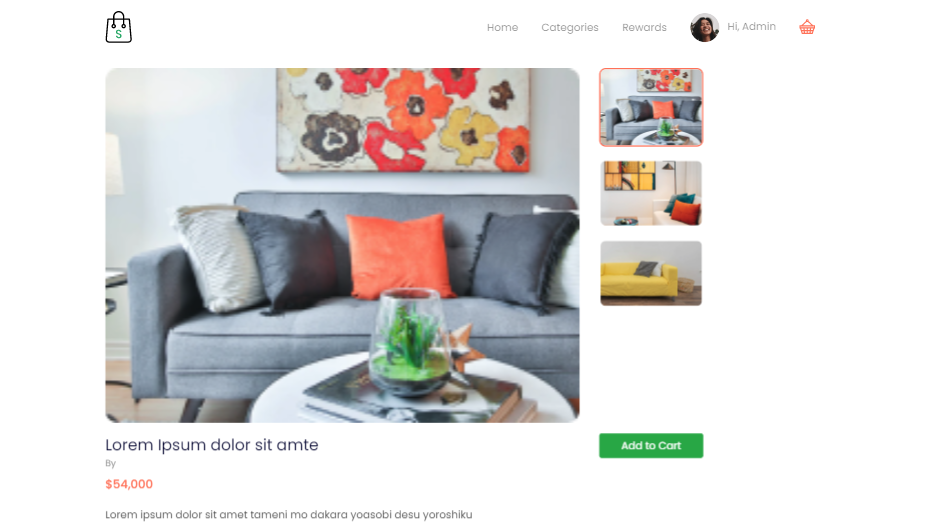 S
Home Categories Rewards Hi, Admin
Lorem Ipsum dolor sit amte
Add to Cart
By
$54,000
Lorem ipsum dolor sit amet tameni mo dakara yoasobi desu yoroshiku